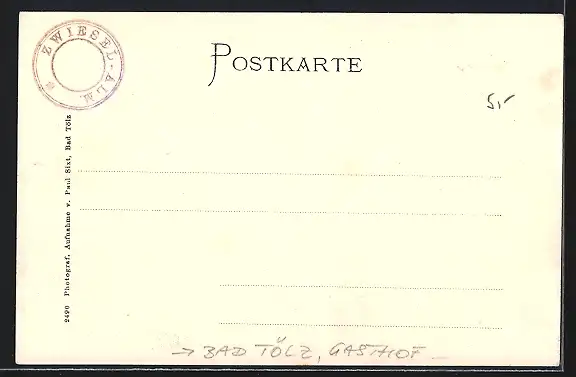 ZWIESEL-ALM
POSTKARTE
5,-
2490 Photograf. Aufnahme v. Paul Sixt, Bad Tölz
→ BAD TÖLZ, GASTHOF